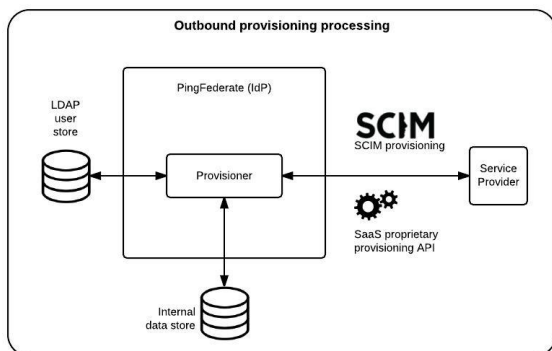 Outbound provisioning processing
PingFederate (IdP)
LDAP
user
store
Provisioner
SCIM
SCIM provisioning
Service
Provider
SaaS proprietary
provisioning API
Internal
data store